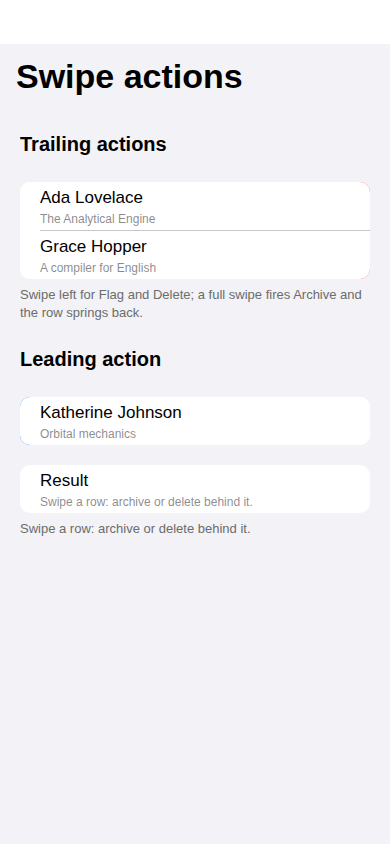 Swipe actions
Trailing actions
Ada Lovelace
The Analytical Engine
Grace Hopper
A compiler for English
Swipe left for Flag and Delete; a full swipe fires Archive and
the row springs back.
Leading action
Katherine Johnson
Orbital mechanics
Result
Swipe a row: archive or delete behind it.
Swipe a row: archive or delete behind it.